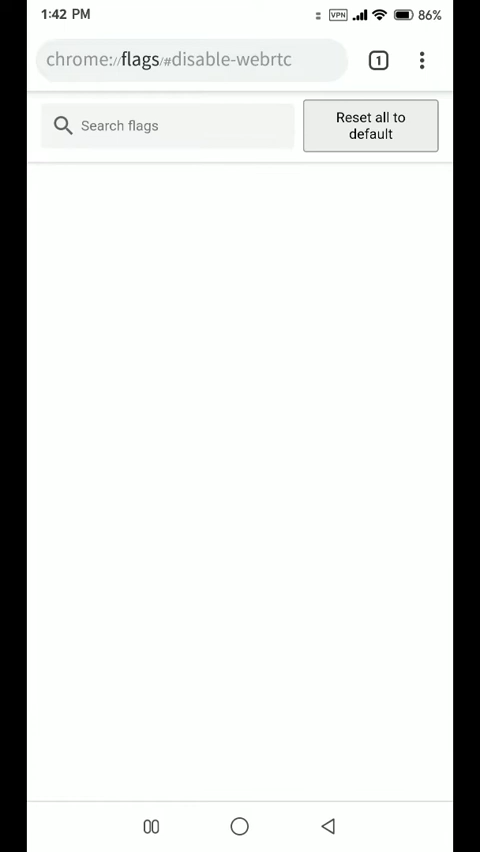 1:42 PM VPN 86%
chrome://flags/#disable-webrtc 1
Search flags
Reset all to
default